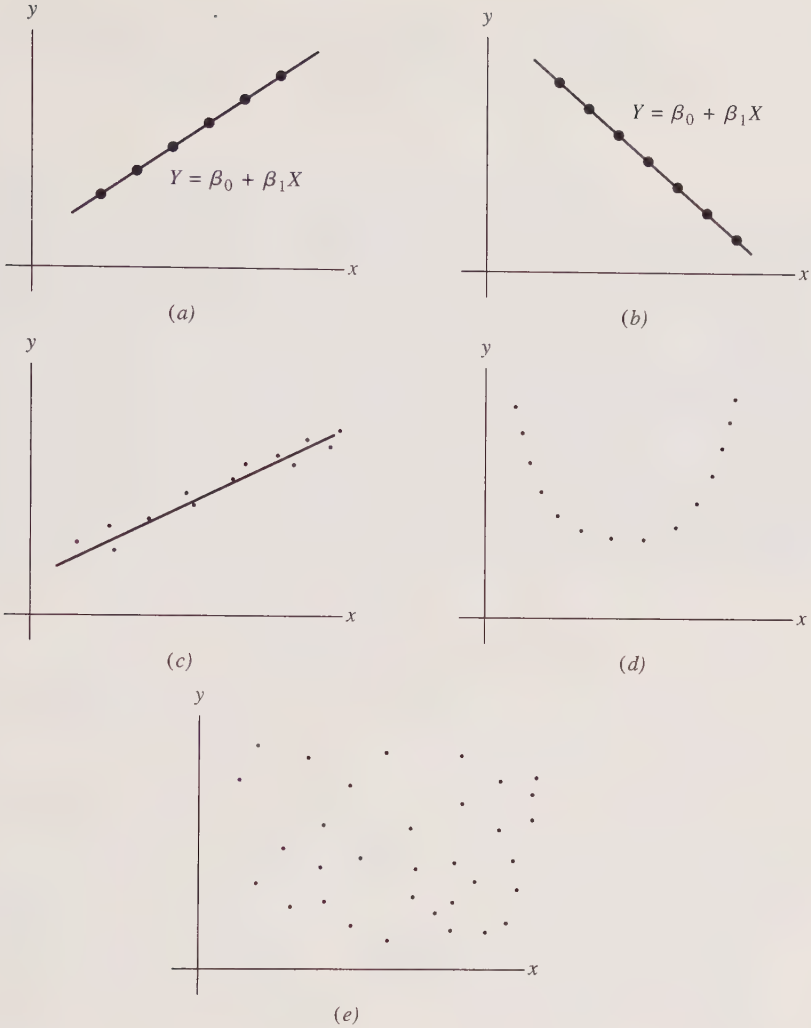 y
y
Y = β₀ + β₁X
Y = β₀ + β₁X
x
x
(a)
(b)
y
y
x
x
(c)
(d)
y
x
(e)